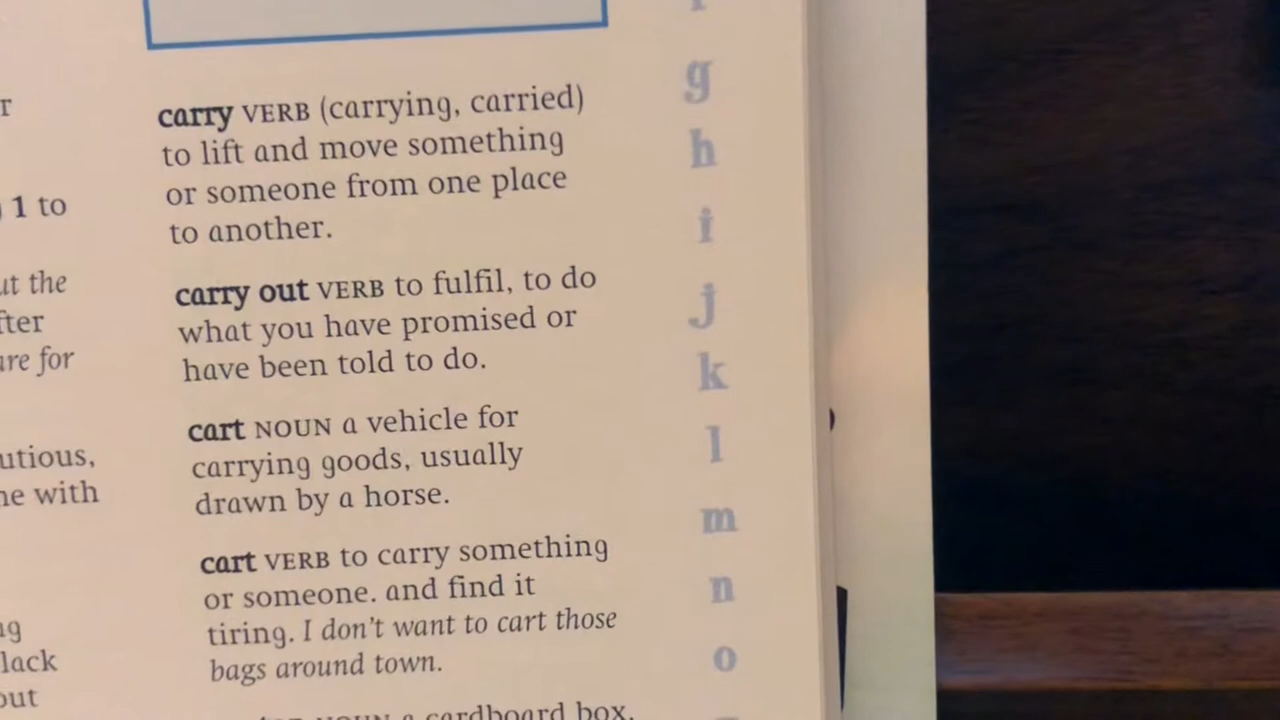 r
1 to
ut the
fter
are for
utious,
ne with
ng
lack
out
carry VERB (carrying, carried)
to lift and move something
or someone from one place
to another.
carry out VERB to fulfil, to do
what you have promised or
have been told to do.
cart NOUN a vehicle for
carrying goods, usually
drawn by a horse.
cart VERB to carry something
or someone. and find it
tiring. I don't want to cart those
bags around town.
NOUN a cardboard box.
g
h
i
j
k
l
m
n
o